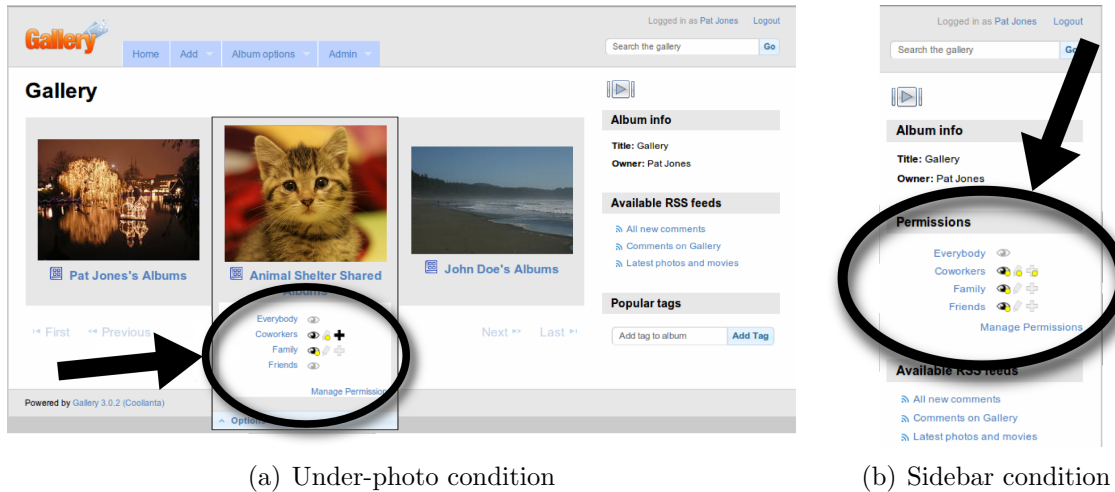 Logged in as Pat Jones Logout
Gallery
Home Add Album options Admin
Search the gallery Go
Gallery
Pat Jones's Albums
Animal Shelter Shared
Albums
John Doe's Albums
Everybody
Coworkers
Family
Friends
Manage Permission
Options
First Previous
Next Last
Powered by Gallery 3.0.2 (Coollanta)
Album info
Title: Gallery
Owner: Pat Jones
Available RSS feeds
All new comments
Comments on Gallery
Latest photos and movies
Popular tags
Add tag to album Add Tag
(a) Under-photo condition
Logged in as Pat Jones Logout
Search the gallery Go
Album info
Title: Gallery
Owner: Pat Jones
Permissions
Everybody
Coworkers
Family
Friends
Manage Permissions
Available RSS feeds
All new comments
Comments on Gallery
Latest photos and movies
(b) Sidebar condition